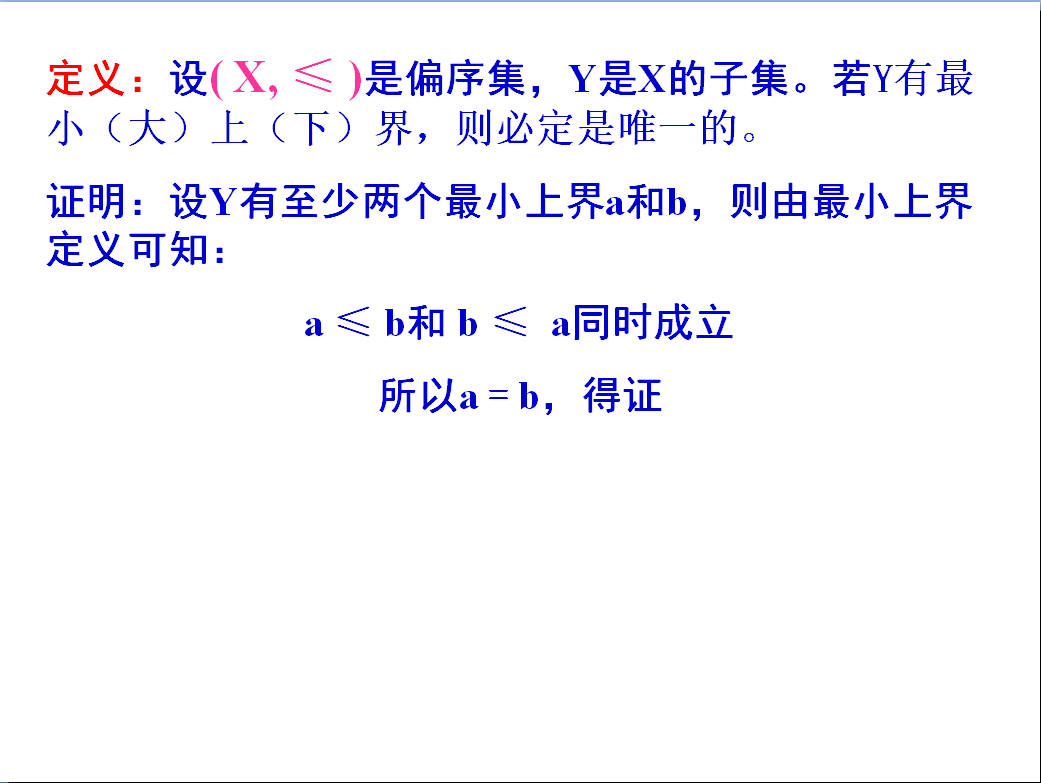 定义：设( X, ≤ )是偏序集，Y是X的子集。若Y有最
小（大）上（下）界，则必定是唯一的。
证明：设Y有至少两个最小上界a和b，则由最小上界
定义可知：
a ≤ b和 b ≤ a同时成立
所以a = b，得证